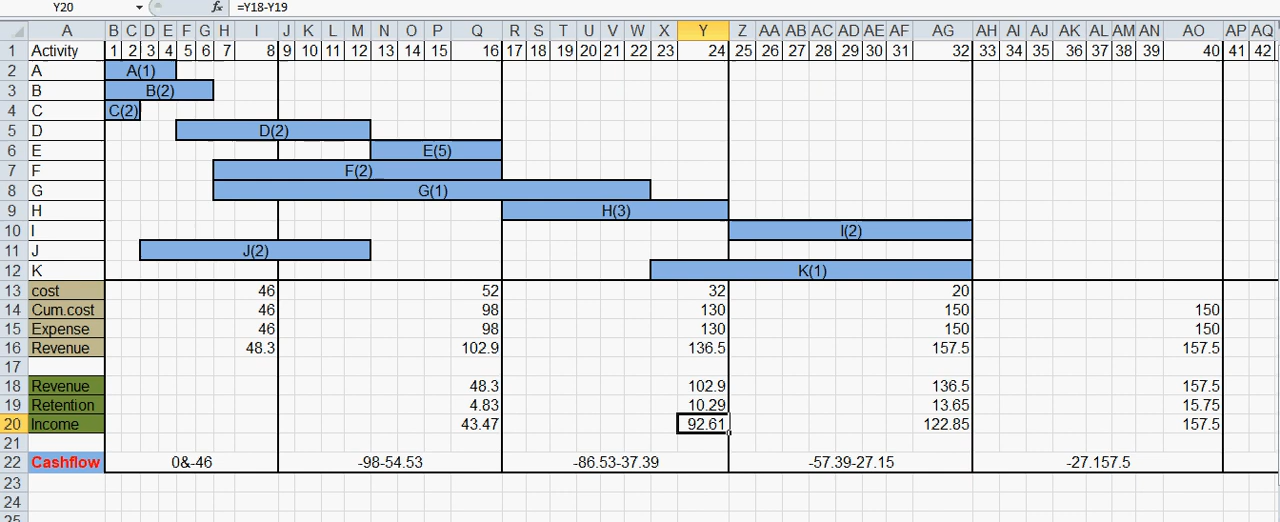 Y20 fx =Y18-Y19
A B C D E F G H I J K L M N O P Q R S T U V W X Y Z AA AB AC AD AE AF AG AH AI AJ AK AL AM AN AO AP AQ
1 Activity 1 2 3 4 5 6 7 8 9 10 11 12 13 14 15 16 17 18 19 20 21 22 23 24 25 26 27 28 29 30 31 32 33 34 35 36 37 38 39 40 41 42
2 A A(1)
3 B B(2)
4 C C(2)
5 D D(2)
6 E E(5)
7 F F(2)
8 G G(1)
9 H H(3)
10 I I(2)
11 J J(2)
12 K K(1)
13 cost 46 52 32 20
14 Cum.cost 46 98 130 150 150
15 Expense 46 98 130 150 150
16 Revenue 48.3 102.9 136.5 157.5 157.5
17
18 Revenue 48.3 102.9 136.5 157.5
19 Retention 4.83 10.29 13.65 15.75
20 Income 43.47 92.61 122.85 157.5
21
22 Cashflow 0&-46 -98-54.53 -86.53-37.39 -57.39-27.15 -27.157.5
23
24
25